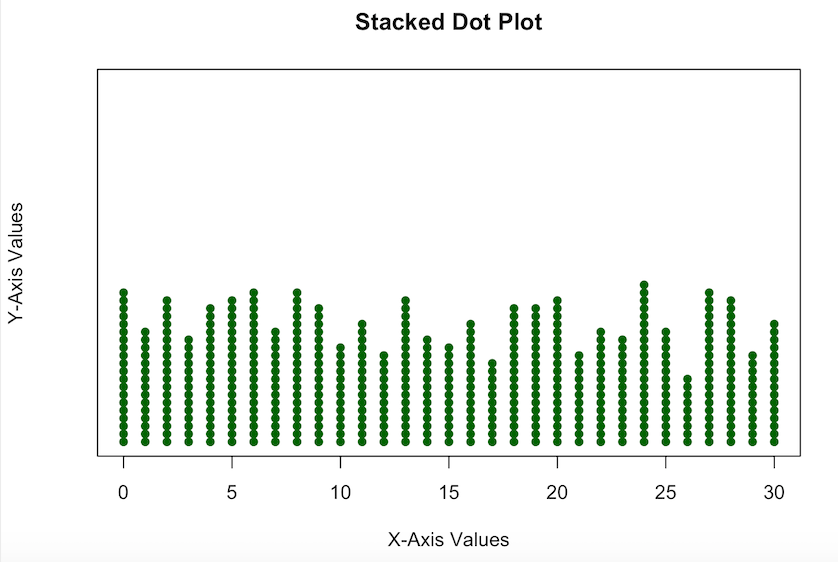 Stacked Dot Plot
Y-Axis Values
0 5 10 15 20 25 30
X-Axis Values